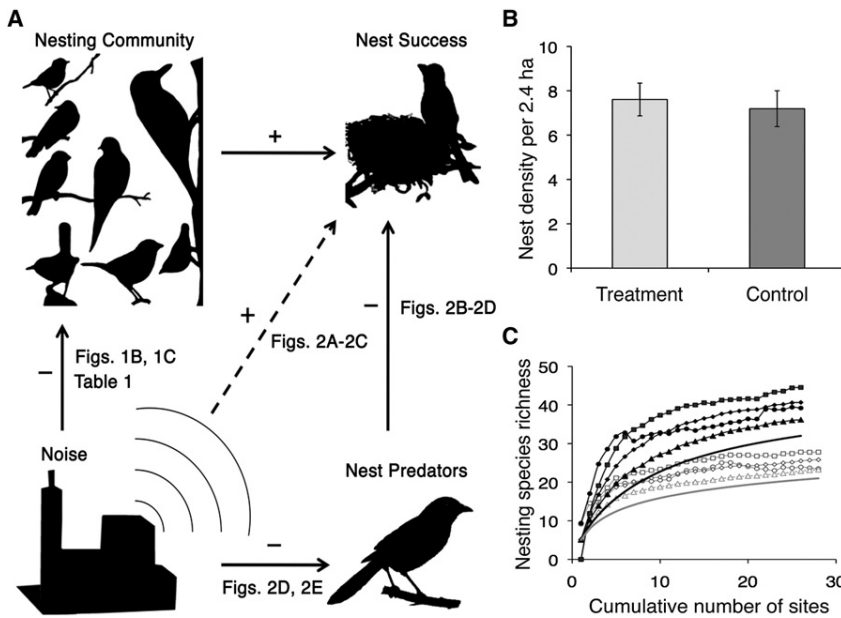 A
Nesting Community
Nest Success
+
+
−
Figs. 2B-2D
Figs. 2A-2C
−
Figs. 1B, 1C
Table 1
Noise
Nest Predators
−
Figs. 2D, 2E
B
Nest density per 2.4 ha
10
8
6
4
2
0
Treatment
Control
C
Nesting species richness
50
40
30
20
10
0
0
10
20
30
Cumulative number of sites